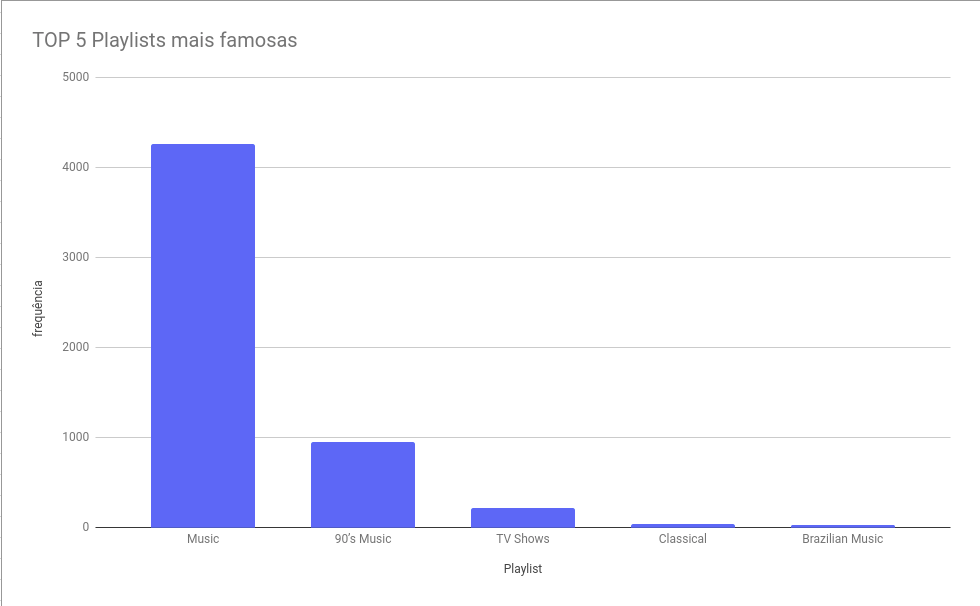 TOP 5 Playlists mais famosas
5000
4000
3000
2000
1000
0
frequência
Music
90's Music
TV Shows
Classical
Brazilian Music
Playlist